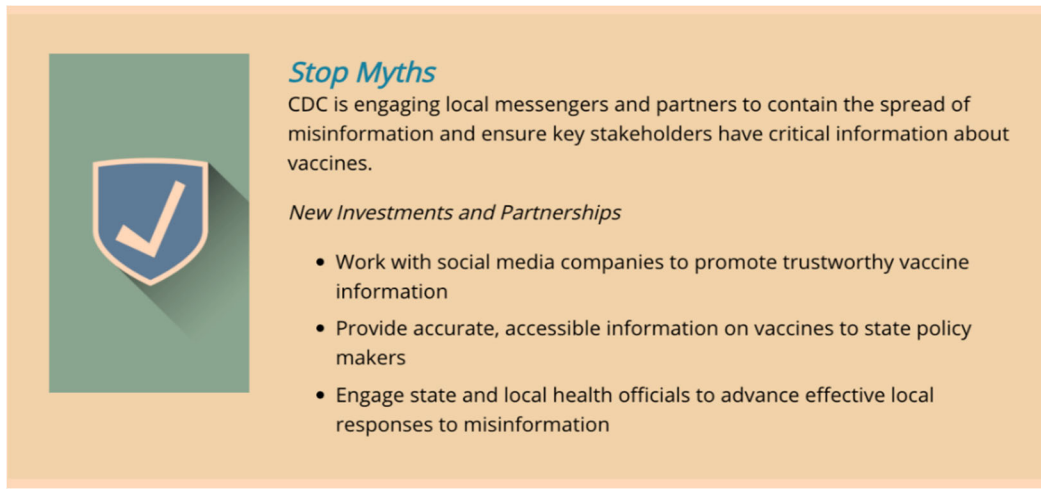 Stop Myths
CDC is engaging local messengers and partners to contain the spread of
misinformation and ensure key stakeholders have critical information about
vaccines.
New Investments and Partnerships
• Work with social media companies to promote trustworthy vaccine
information
• Provide accurate, accessible information on vaccines to state policy
makers
• Engage state and local health officials to advance effective local
responses to misinformation